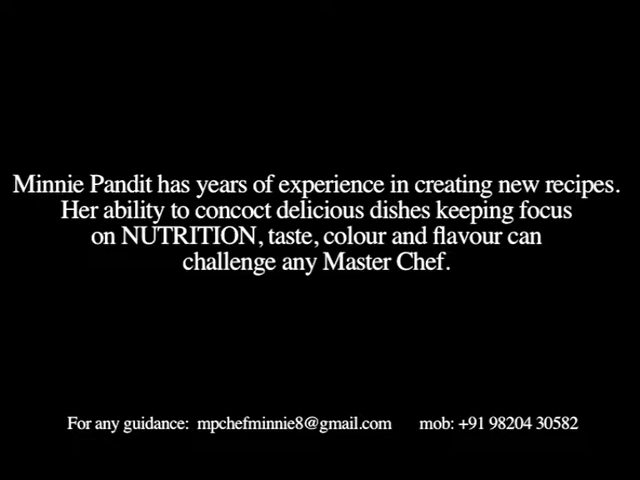 Minnie Pandit has years of experience in creating new recipes.
Her ability to concoct delicious dishes keeping focus
on NUTRITION, taste, colour and flavour can
challenge any Master Chef.
For any guidance: mpchefminnie8@gmail.com mob: +91 98204 30582